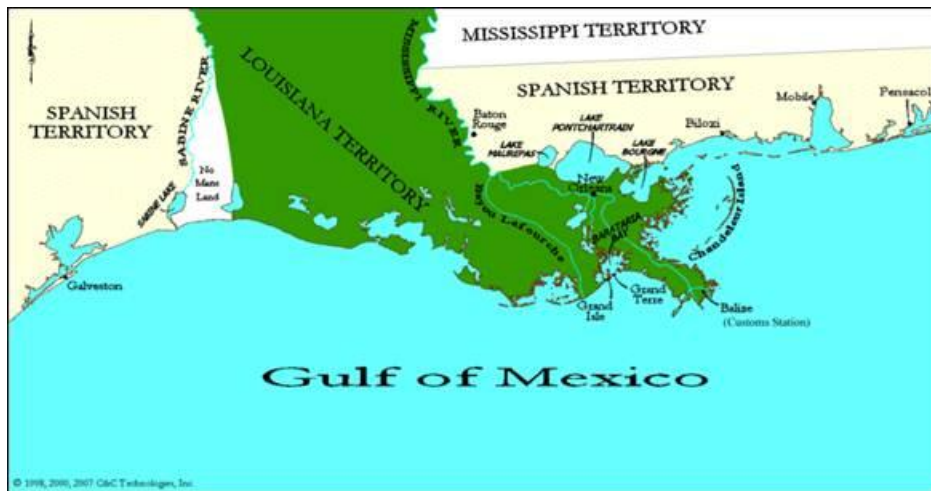 MISSISSIPPI TERRITORY
SPANISH TERRITORY
SPANISH
TERRITORY
SABINE RIVER
LOUISIANA TERRITORY
MISSISSIPPI RIVER
Baton
Rouge
LAKE
MAUREPAS
LAKE
PONTCHARTRAIN
LAKE
BOURGNE
Biloxi
Mobile
Pensacol
No
Mans
Land
SABINE LAKE
Galveston
New
Orleans
Lafourche
BARATARIA
BAY
Chandeleur Island
Grand
Isle
Grand
Terre
Balize
(Customs Station)
Gulf of Mexico
© 1998, 2000, 2007 G&C Technologies, Inc.